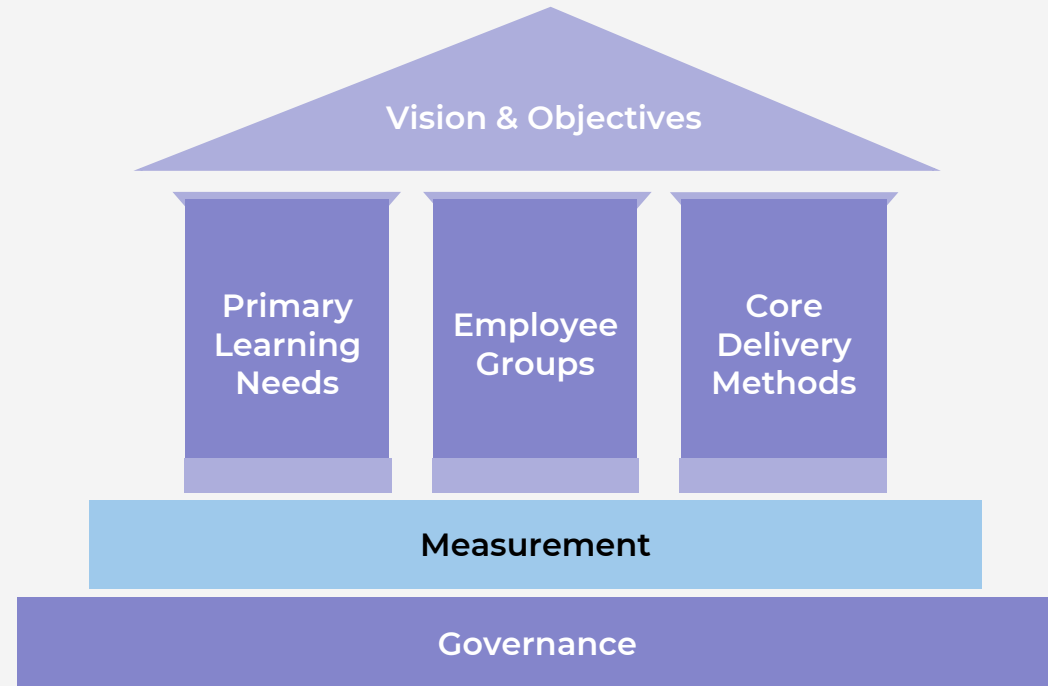 Vision & Objectives
Primary
Learning
Needs
Employee
Groups
Core
Delivery
Methods
Measurement
Governance